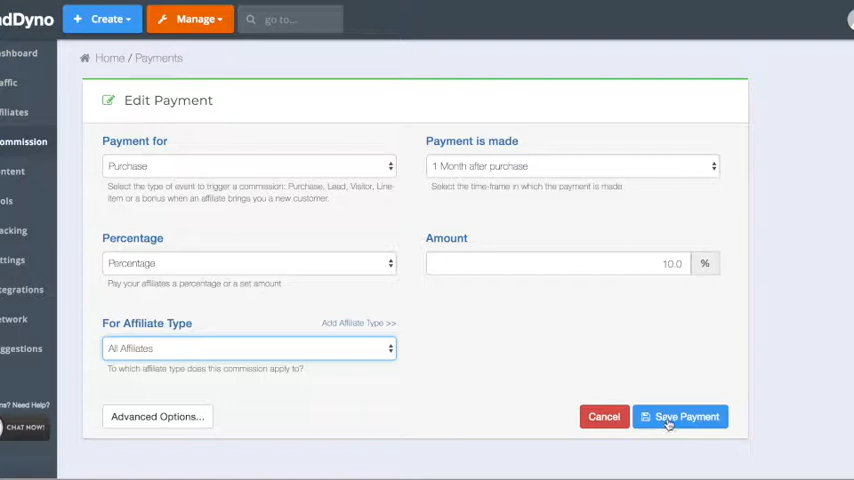 adDyno
Create
Manage
go to...
ashboard
affic
filiates
ommission
ntent
ols
acking
ttings
tegrations
etwork
ggestions
ns? Need Help?
CHAT NOW!
Home / Payments
Edit Payment
Payment for
Purchase
Select the type of event to trigger a commission: Purchase, Lead, Visitor, Line-
item or a bonus when an affiliate brings you a new customer.
Payment is made
1 Month after purchase
Select the time-frame in which the payment is made
Percentage
Percentage
Pay your affiliates a percentage or a set amount
Amount
10.0 %
For Affiliate Type
Add Affiliate Type >>
All Affiliates
To which affiliate type does this commission apply to?
Advanced Options...
Cancel
Save Payment